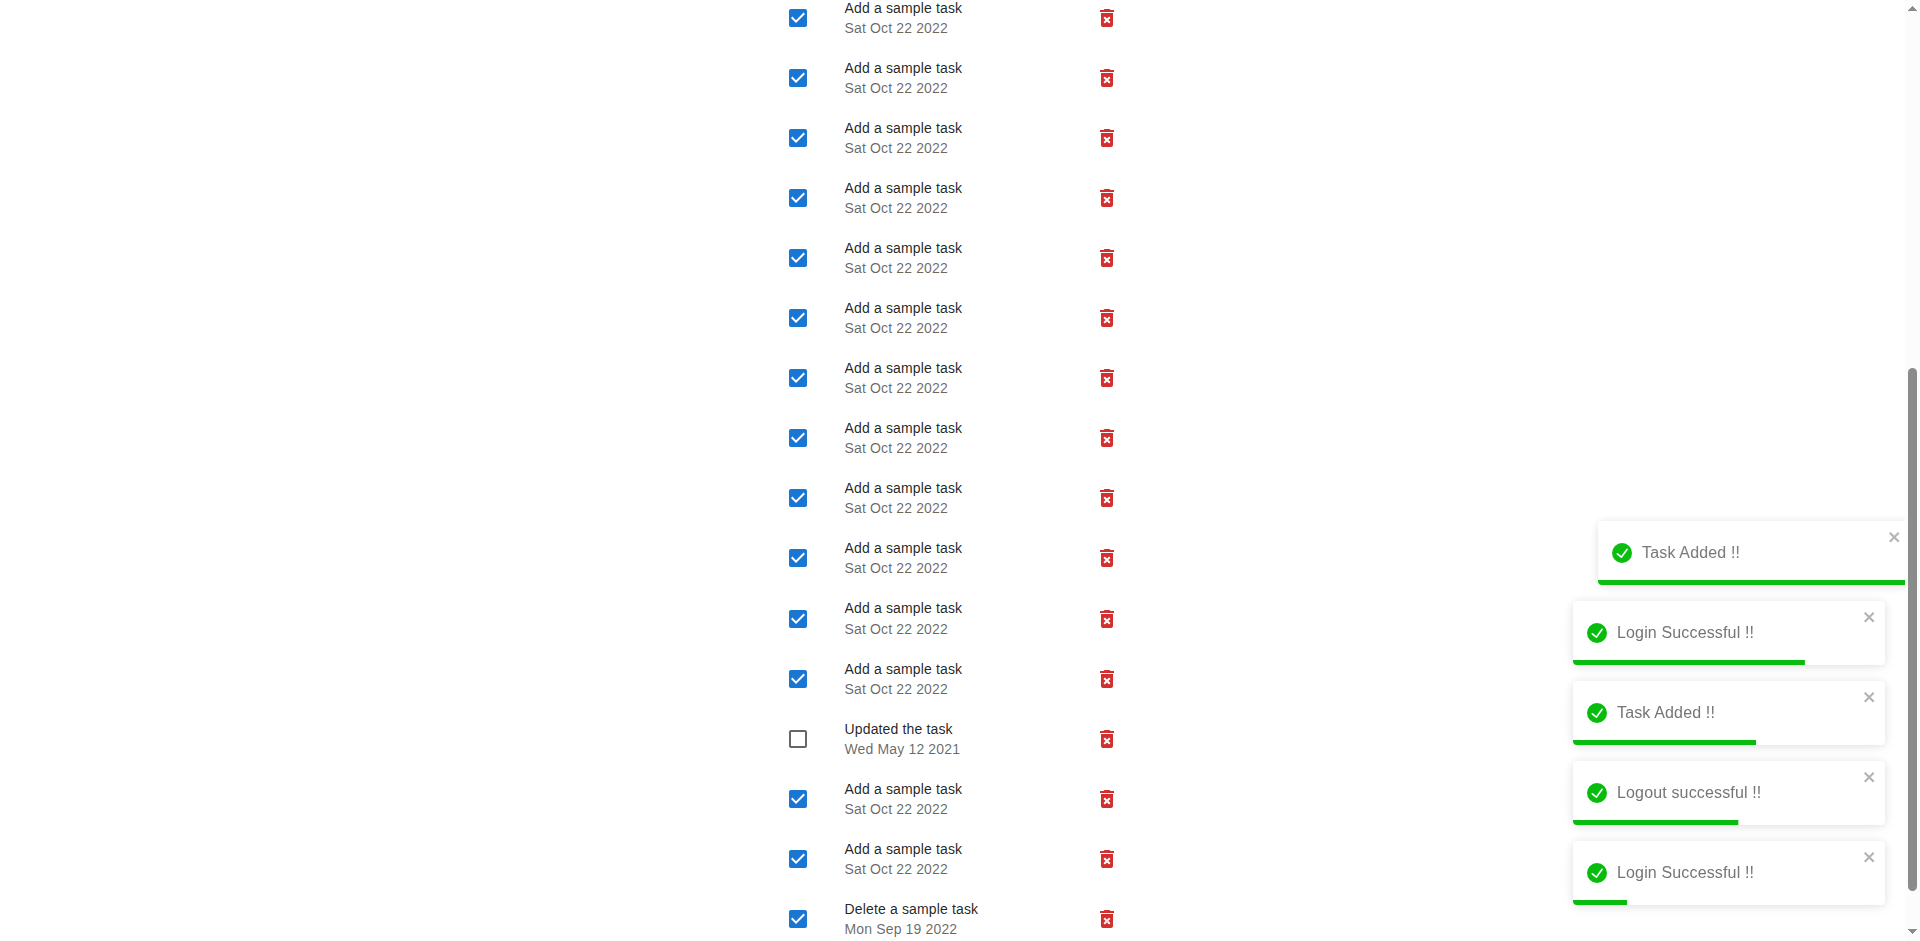 Add a sample task
Sat Oct 22 2022
Add a sample task
Sat Oct 22 2022
Add a sample task
Sat Oct 22 2022
Add a sample task
Sat Oct 22 2022
Add a sample task
Sat Oct 22 2022
Add a sample task
Sat Oct 22 2022
Add a sample task
Sat Oct 22 2022
Add a sample task
Sat Oct 22 2022
Add a sample task
Sat Oct 22 2022
Add a sample task
Sat Oct 22 2022
Add a sample task
Sat Oct 22 2022
Add a sample task
Sat Oct 22 2022
Updated the task
Wed May 12 2021
Add a sample task
Sat Oct 22 2022
Add a sample task
Sat Oct 22 2022
Delete a sample task
Mon Sep 19 2022
Task Added !!
Login Successful !!
Task Added !!
Logout successful !!
Login Successful !!